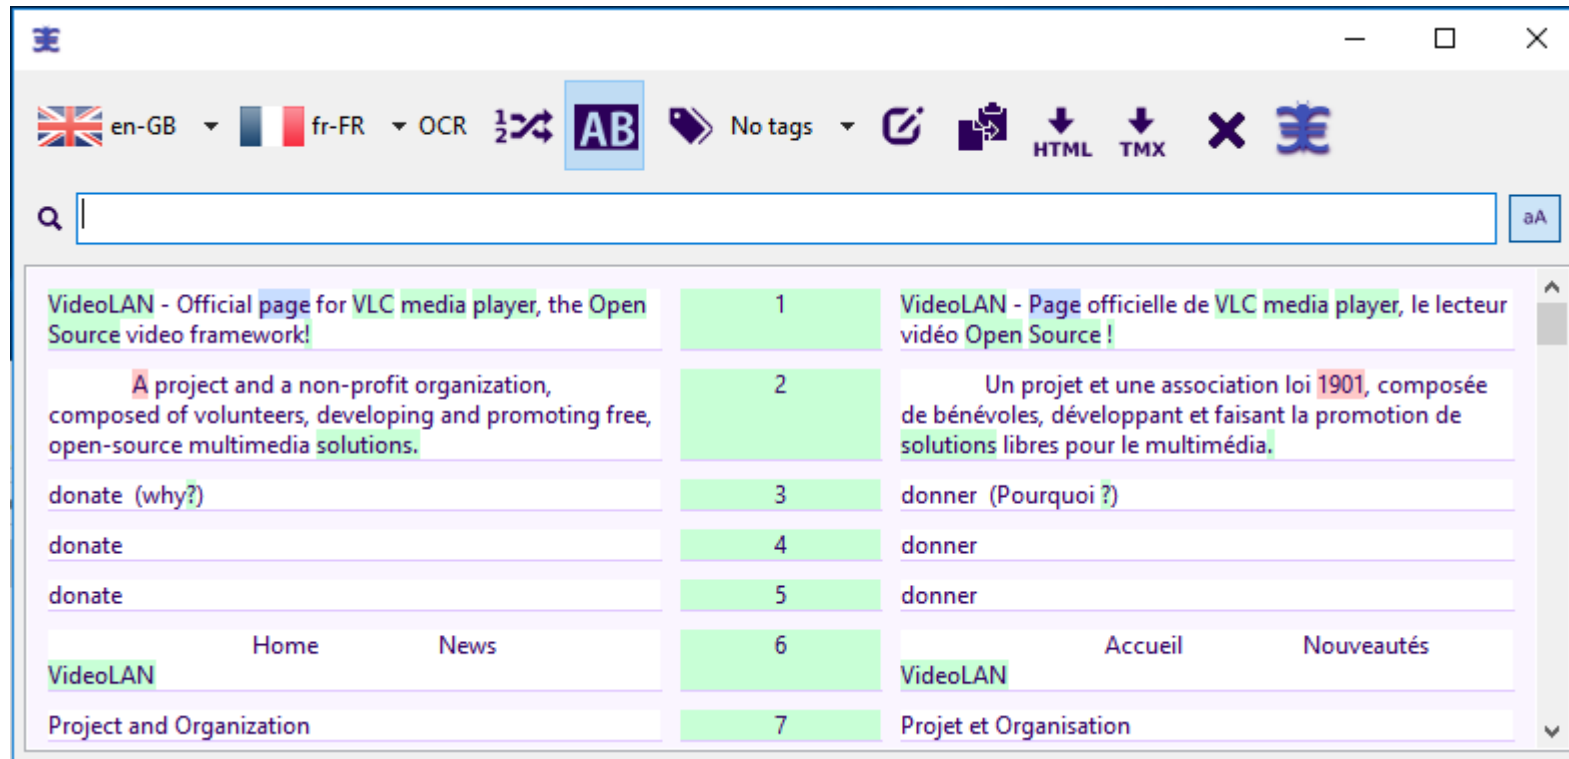 en-GB fr-FR OCR 1 2 AB No tags HTML TMX
aA
VideoLAN - Official page for VLC media player, the Open
Source video framework!
1
VideoLAN - Page officielle de VLC media player, le lecteur
vidéo Open Source !
A project and a non-profit organization,
composed of volunteers, developing and promoting free,
open-source multimedia solutions.
2
Un projet et une association loi 1901, composée
de bénévoles, développant et faisant la promotion de
solutions libres pour le multimédia.
donate (why?)
3
donner (Pourquoi ?)
donate
4
donner
donate
5
donner
Home News
VideoLAN
6
Accueil Nouveautés
VideoLAN
Project and Organization
7
Projet et Organisation